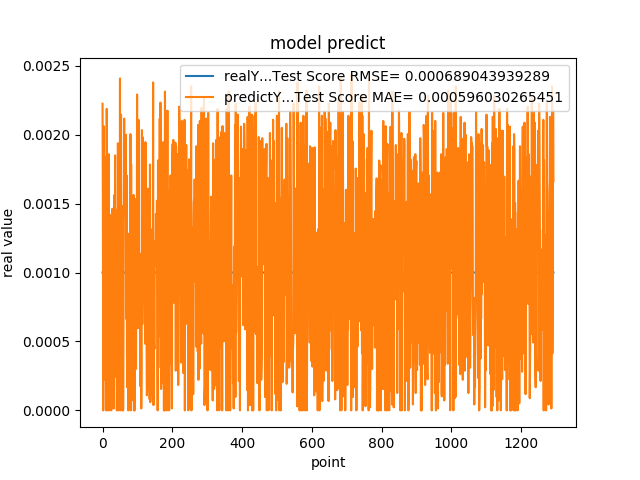 model predict
0.0025
realY...Test Score RMSE= 0.000689043939289
predictY...Test Score MAE= 0.000596030265451
0.0020
0.0015
real value
0.0010
0.0005
0.0000
0 200 400 600 800 1000 1200
point